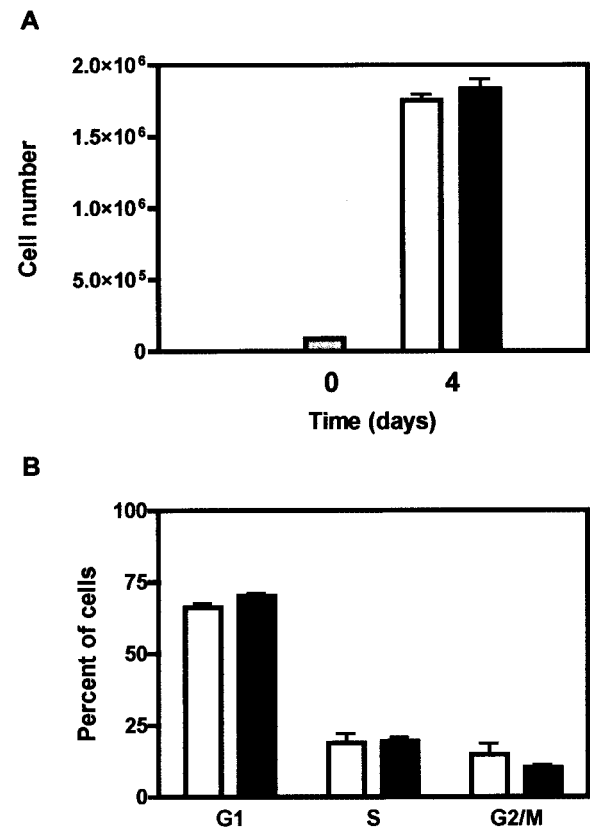 A
2.0×10⁶
1.5×10⁶
1.0×10⁶
5.0×10⁵
0
Cell number
0 4
Time (days)
B
100
75
50
25
0
Percent of cells
G1 S G2/M